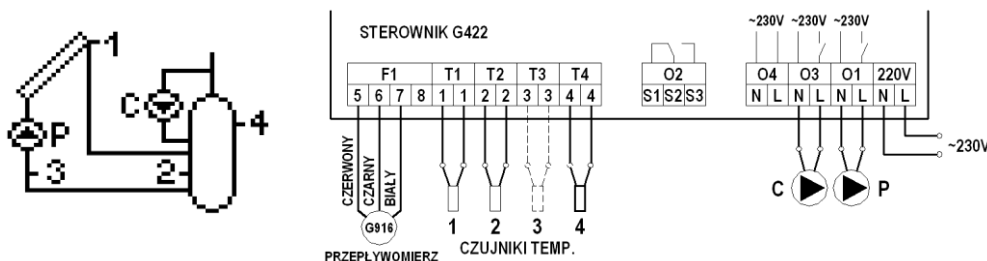 1
C
P
4
3
2
STEROWNIK G422
~230V ~230V ~230V
F1 T1 T2 T3 T4 O2 O4 O3 O1 220V
5 6 7 8 1 1 2 2 3 3 4 4 S1 S2 S3 N L N L N L N L
~230V
CZERWONY
CZARNY
BIAŁY
C P
G916
1 2 3 4
PRZEPŁYWOMIERZ
CZUJNIKI TEMP.